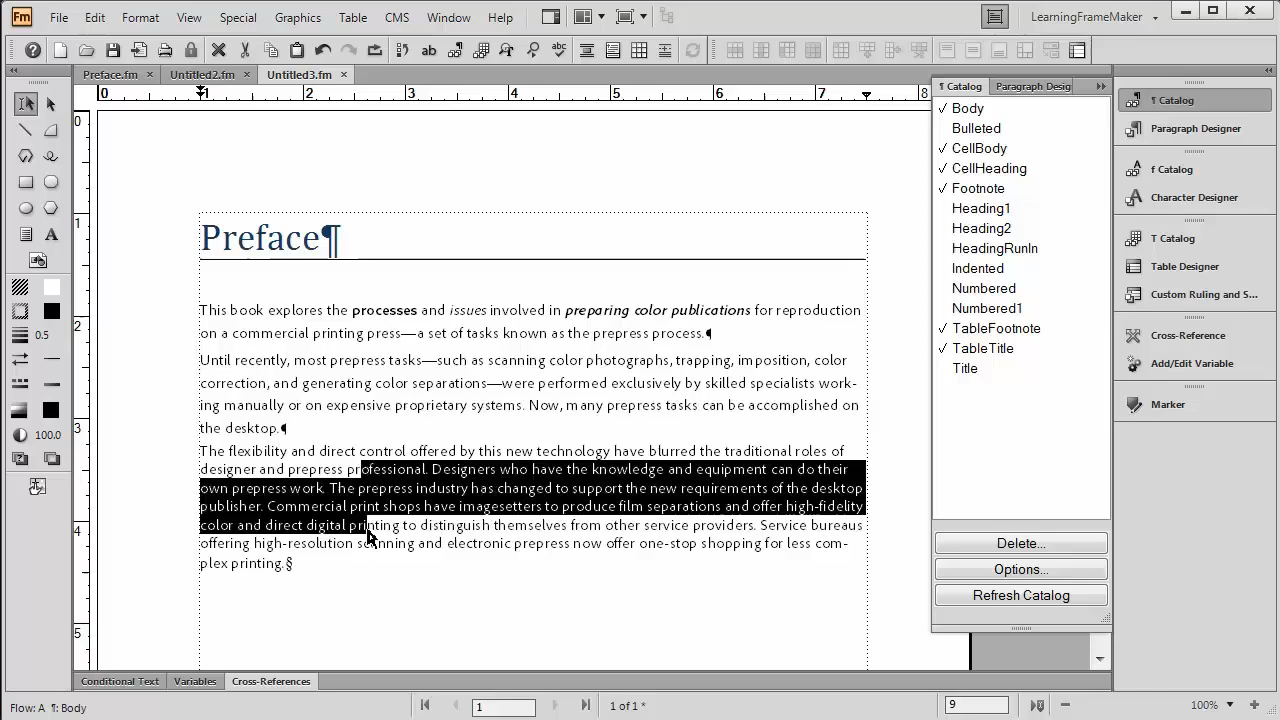 Fm File Edit View Special Graphics Table CMS Window Help LearningFrameMaker
Preface.fm Untitled2.fm Untitled3.fm
0 1 2 3 4 5 6 7 8
0
1
2
3
4
5
Preface¶
This book explores the processes and issues involved in preparing color publications for reproduction
on a commercial printing press—a set of tasks known as the prepress process.¶
Until recently, most prepress tasks—such as scanning color photographs, trapping, imposition, color
correction, and generating color separations—were performed exclusively by skilled specialists work-
ing manually or on expensive proprietary systems. Now, many prepress tasks can be accomplished on
the desktop.¶
The flexibility and direct control offered by this new technology have blurred the traditional roles of
designer and prepress professional. Designers who have the knowledge and equipment can do their
own prepress work. The prepress industry has changed to support the new requirements of the desktop
publisher. Commercial print shops have imagesetters to produce film separations and offer high-fidelity
color and direct digital printing to distinguish themselves from other service providers. Service bureaus
offering high-resolution scanning and electronic prepress now offer one-stop shopping for less com-
plex printing.§
0.5
100.0
¶ Catalog Paragraph Desig
✓ Body
Bulleted
✓ CellBody
✓ CellHeading
✓ Footnote
Heading1
Heading2
HeadingRunIn
Indented
Numbered
Numbered1
✓ TableFootnote
✓ TableTitle
Title
Delete...
Options...
Refresh Catalog
¶ Catalog
Paragraph Designer
f Catalog
Character Designer
T Catalog
Table Designer
Custom Ruling and S...
Cross-Reference
Add/Edit Variable
Marker
Conditional Text Variables Cross-References
Flow: A ¶: Body 1 1 of 1 * 9 100%